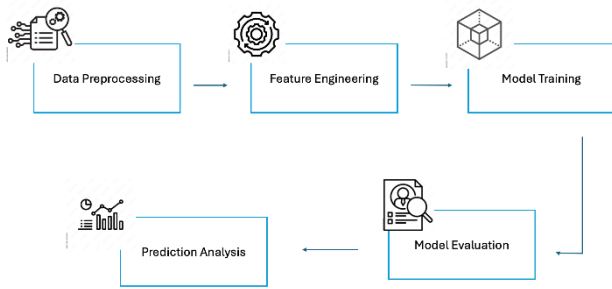 Data Preprocessing
Feature Engineering
Model Training
Model Evaluation
Prediction Analysis